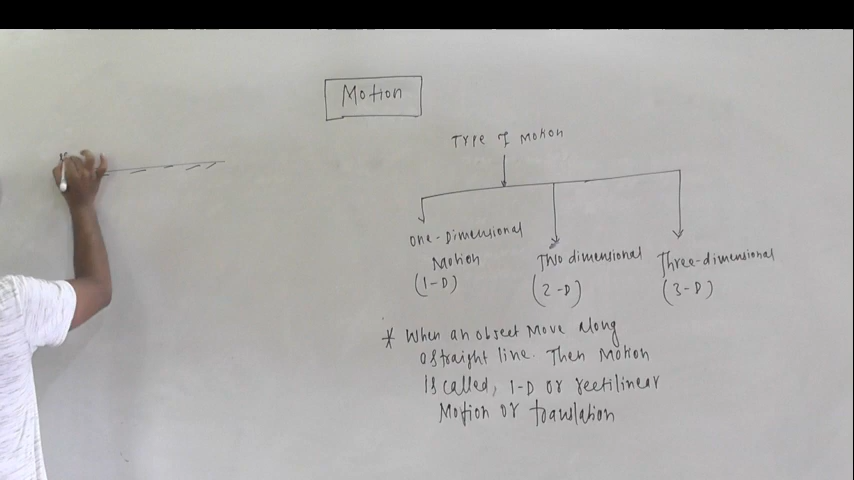 Motion
Type of Motion
One-Dimensional
Motion
(1-D)
Two dimensional
(2-D)
Three-dimensional
(3-D)
* When an obeect Move along
a straight line. Then Motion
Is called, 1-D or rectilinear
Motion or translation